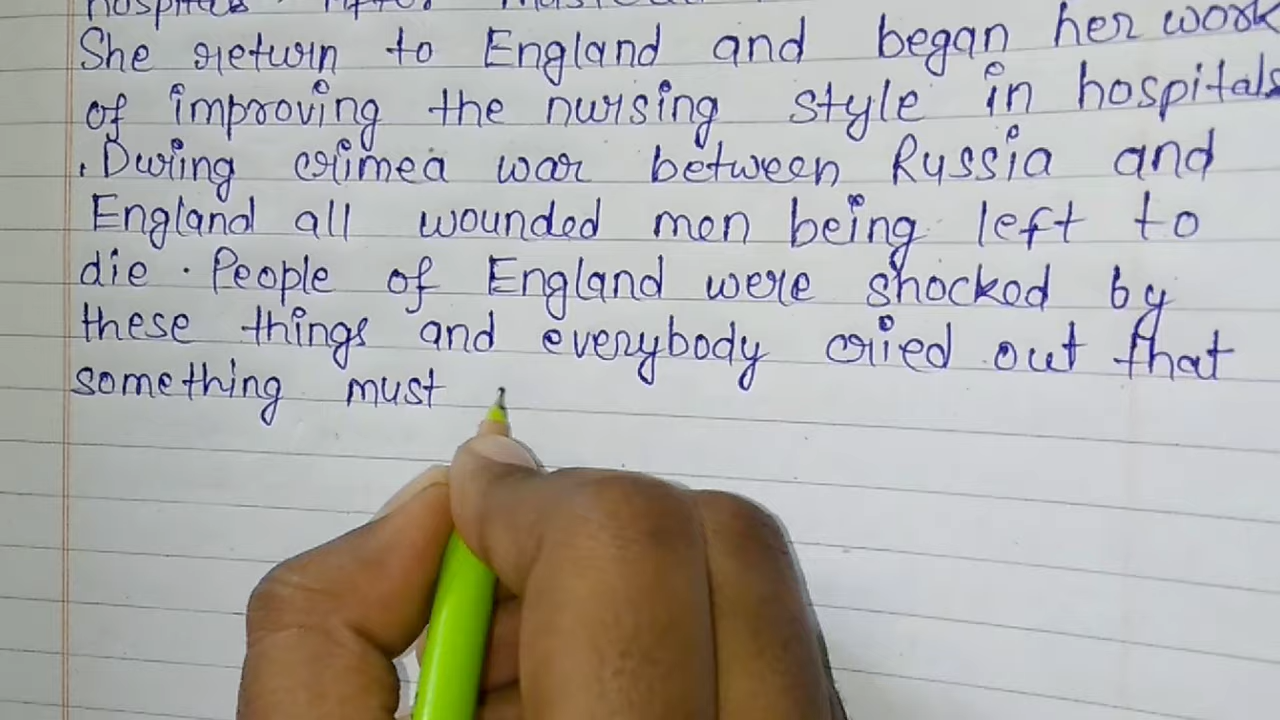 She return to England and began her work
of improving the nursing style in hospitals
. During crimea war between Russia and
England all wounded men being left to
die . People of England were shocked by
these things and everybody cried out that
something must